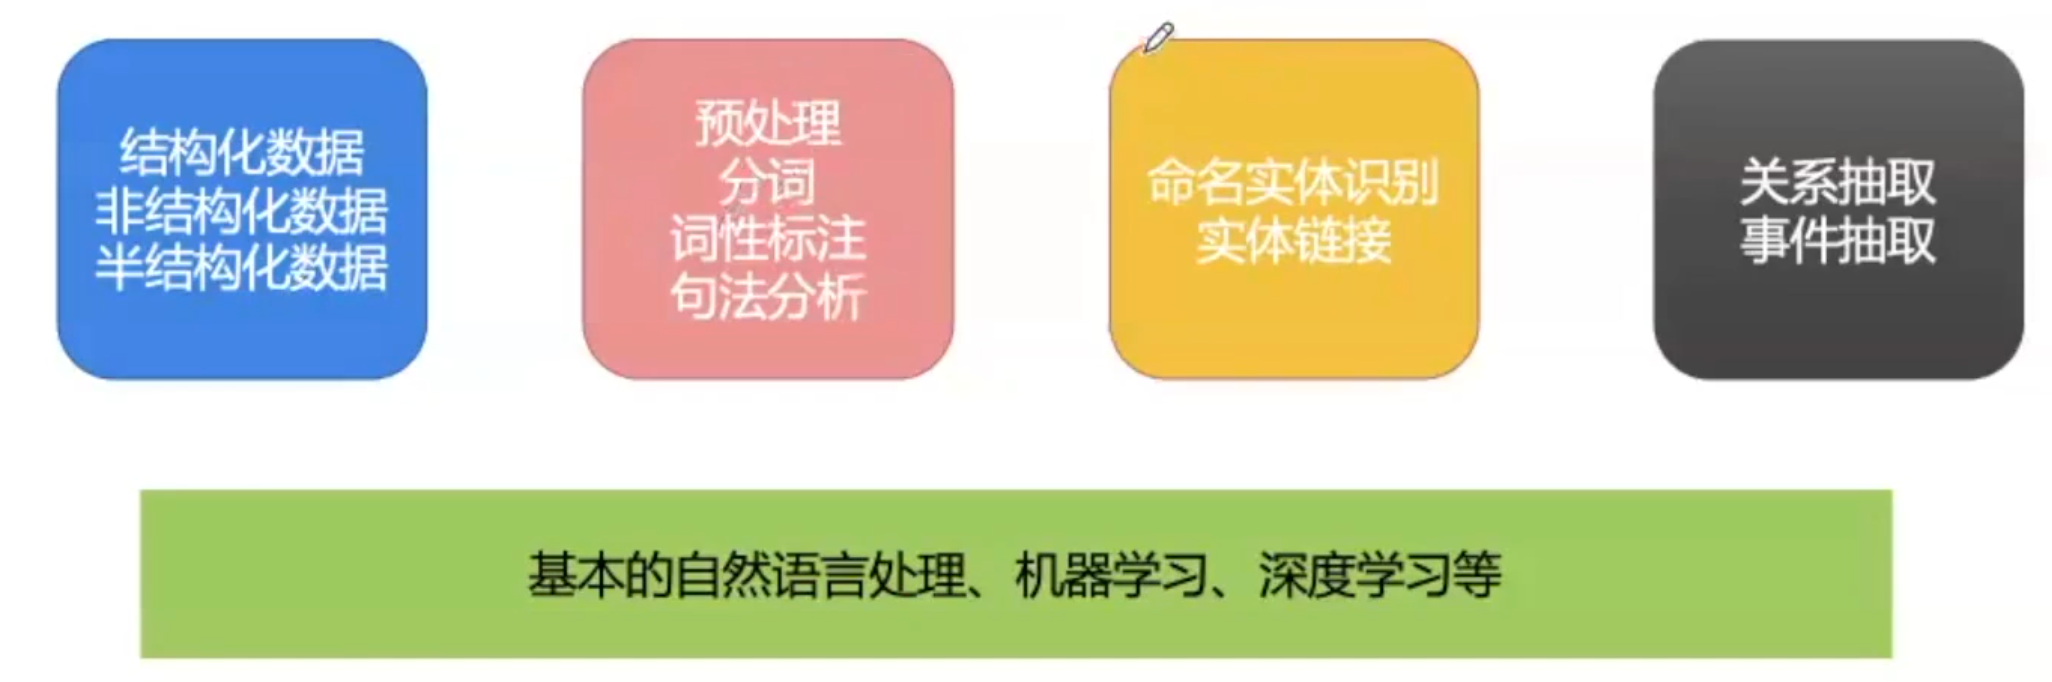 结构化数据
非结构化数据
半结构化数据
预处理
分词
词性标注
句法分析
命名实体识别
实体链接
关系抽取
事件抽取
基本的自然语言处理、机器学习、深度学习等